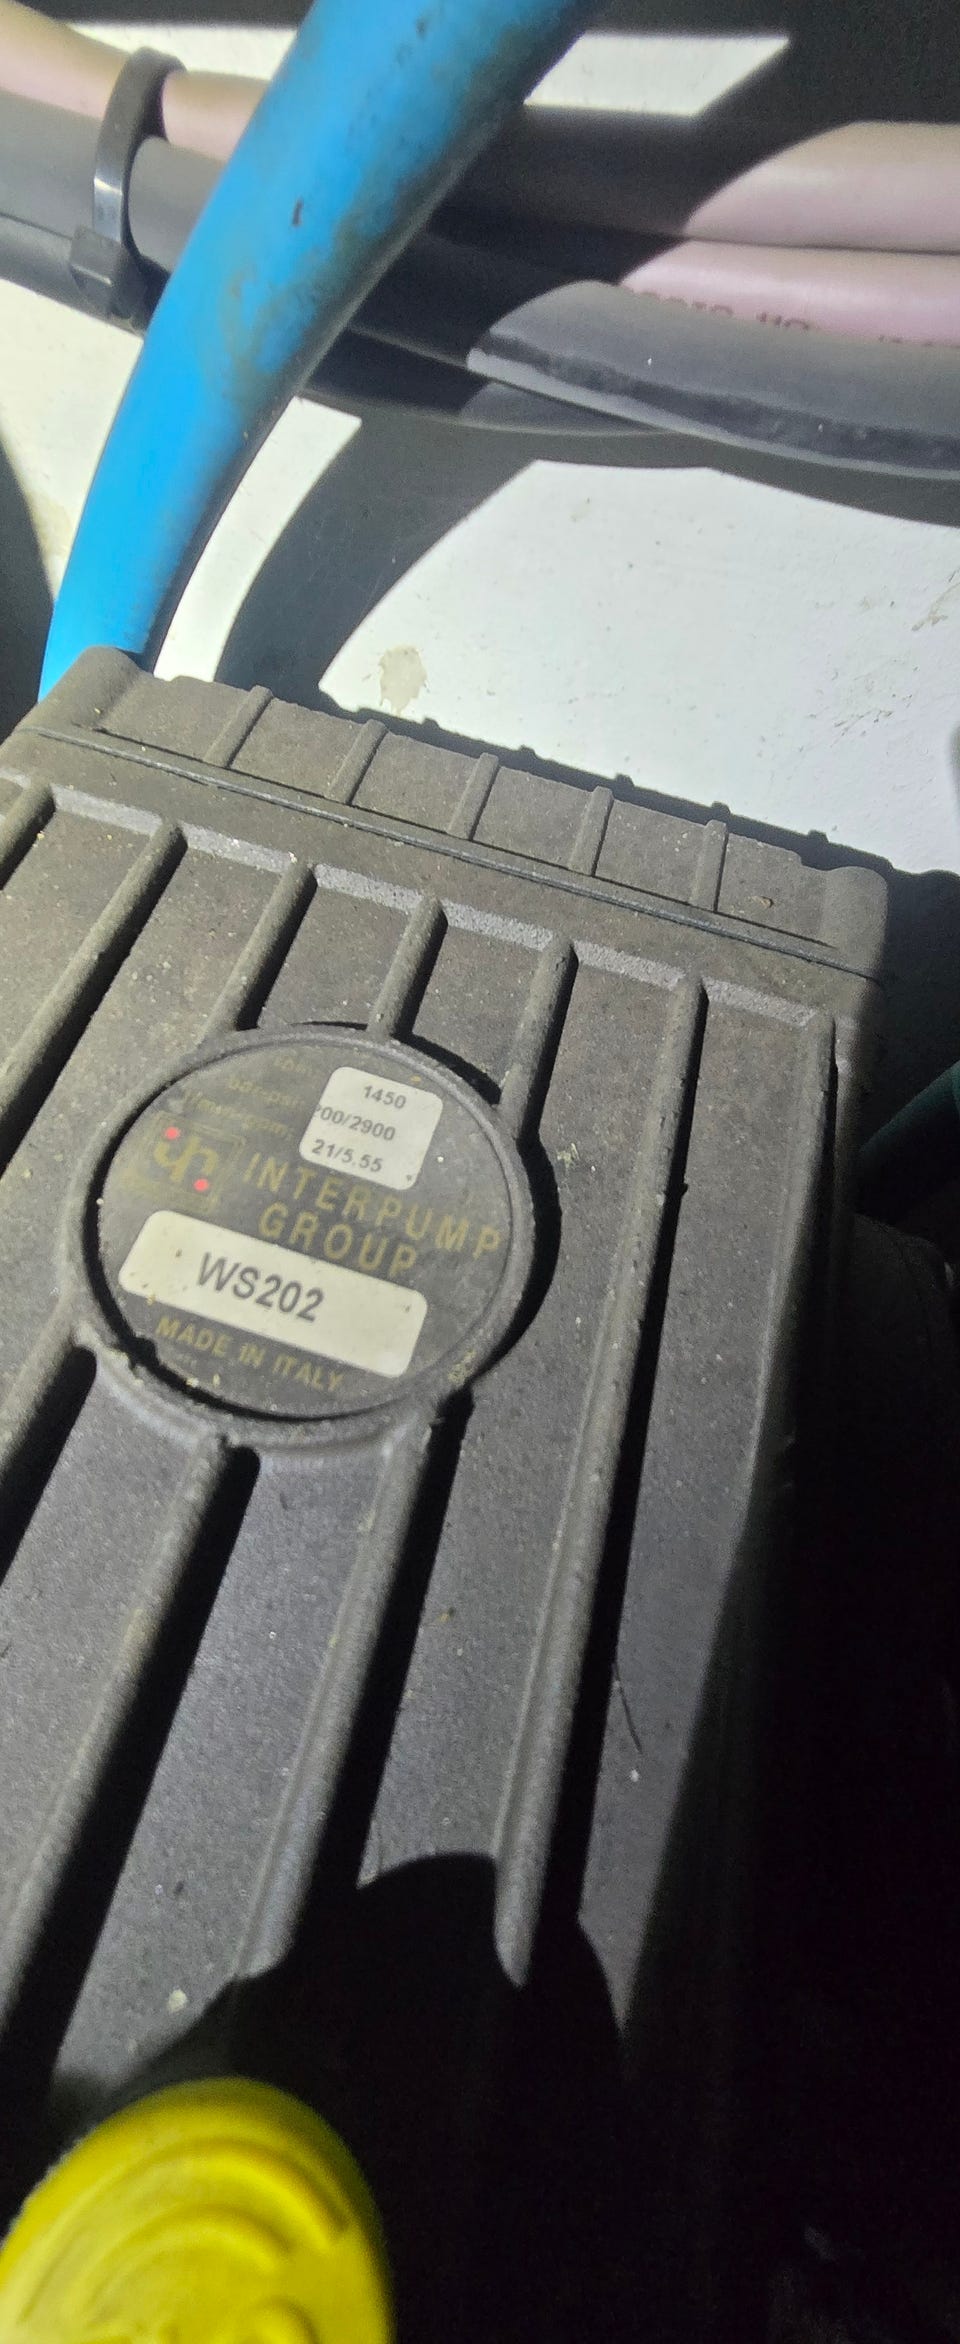 1450
00/2900
21/5.55
INTERPUMP
GROUP
WS202
MADE IN ITALY